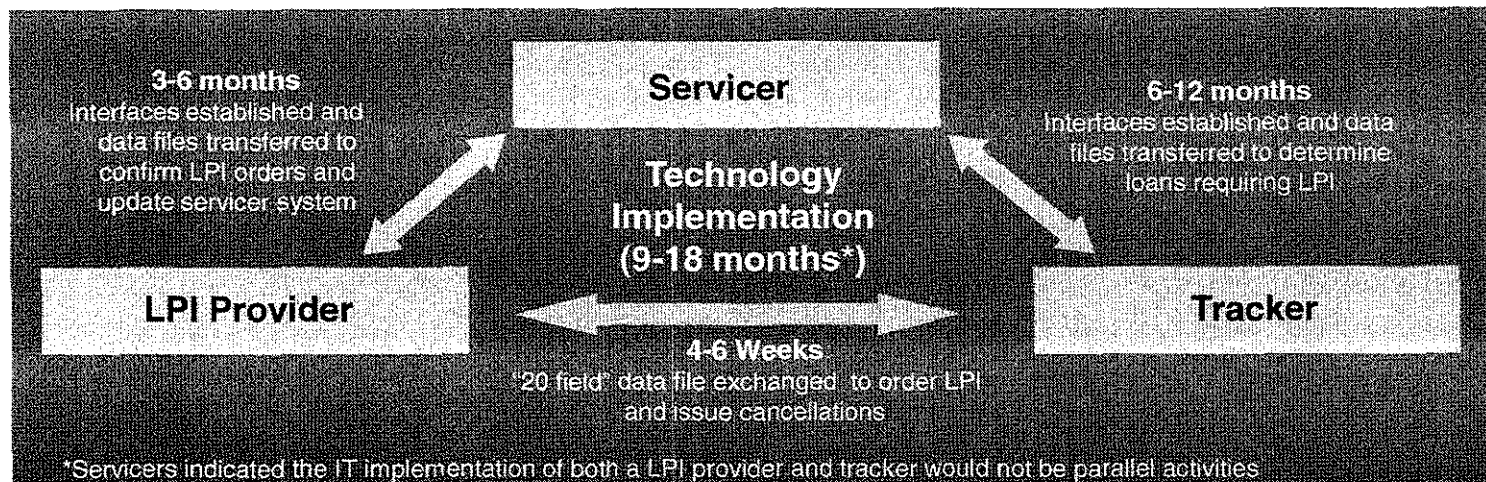 3-6 months
Interfaces established and
data files transferred to
confirm LPI orders and
update servicer system
Servicer
6-12 months
Interfaces established and data
files transferred to determine
loans requiring LPI
Technology
Implementation
(9-18 months*)
LPI Provider
Tracker
4-6 Weeks
"20 field" data file exchanged to order LPI
and issue cancellations
*Servicers indicated the IT implementation of both a LPI provider and tracker would not be parallel activities